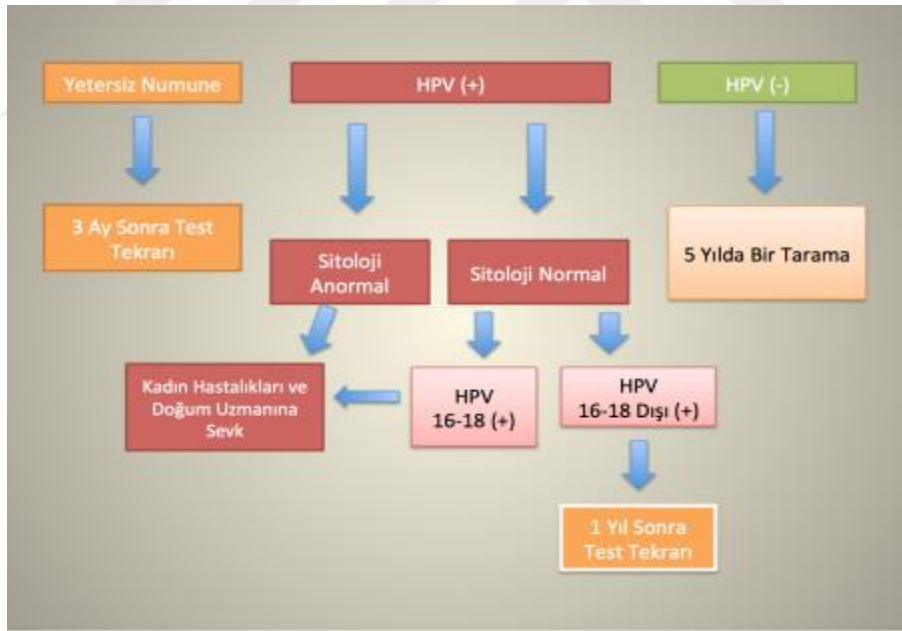 Yetersiz Numune
HPV (+)
HPV (-)
3 Ay Sonra Test
Tekrarı
Sitoloji
Anormal
Sitoloji Normal
5 Yılda Bir Tarama
Kadın Hastalıkları ve
Doğum Uzmanına
Sevk
HPV
16-18 (+)
HPV
16-18 Dışı (+)
1 Yıl Sonra
Test Tekrarı